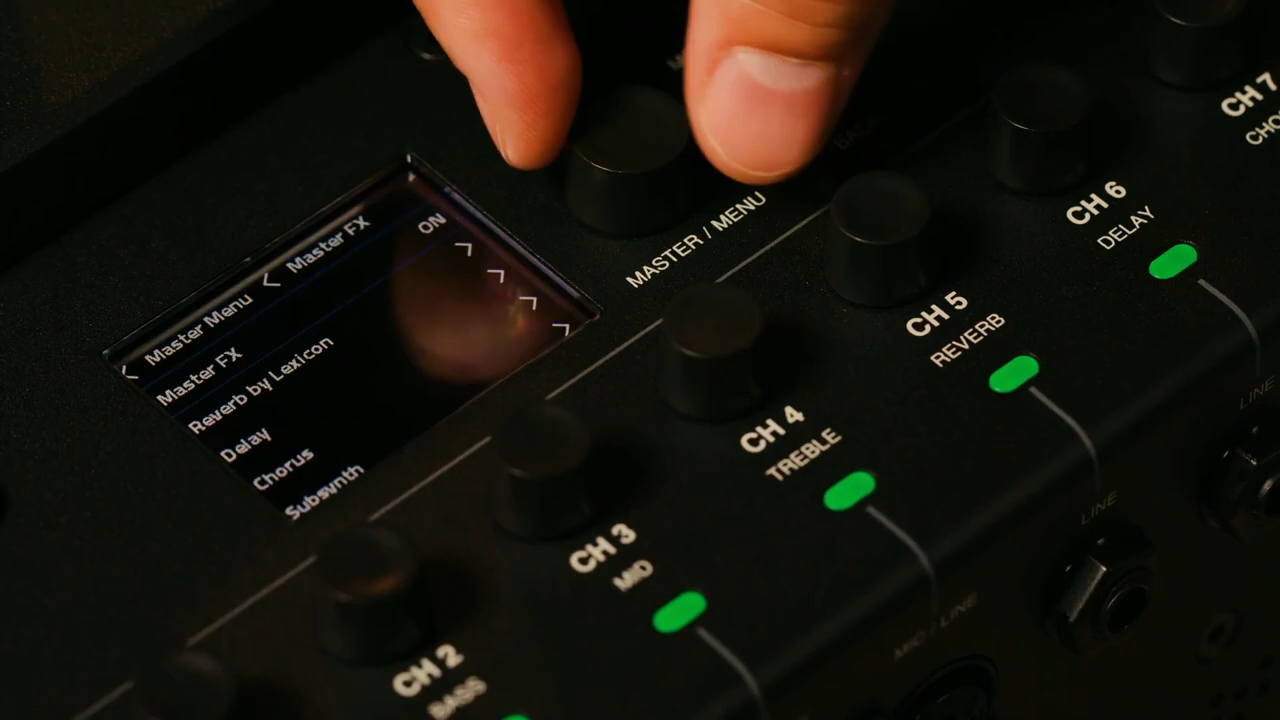 < Master Menu < Master FX
Master FX ON
Reverb by Lexicon >
Delay >
Chorus >
Subsynth >
MASTER / MENU
CH 2
BASS
CH 3
MID
CH 4
TREBLE
CH 5
REVERB
CH 6
DELAY
CH 7
MIC / LINE
LINE
LINE